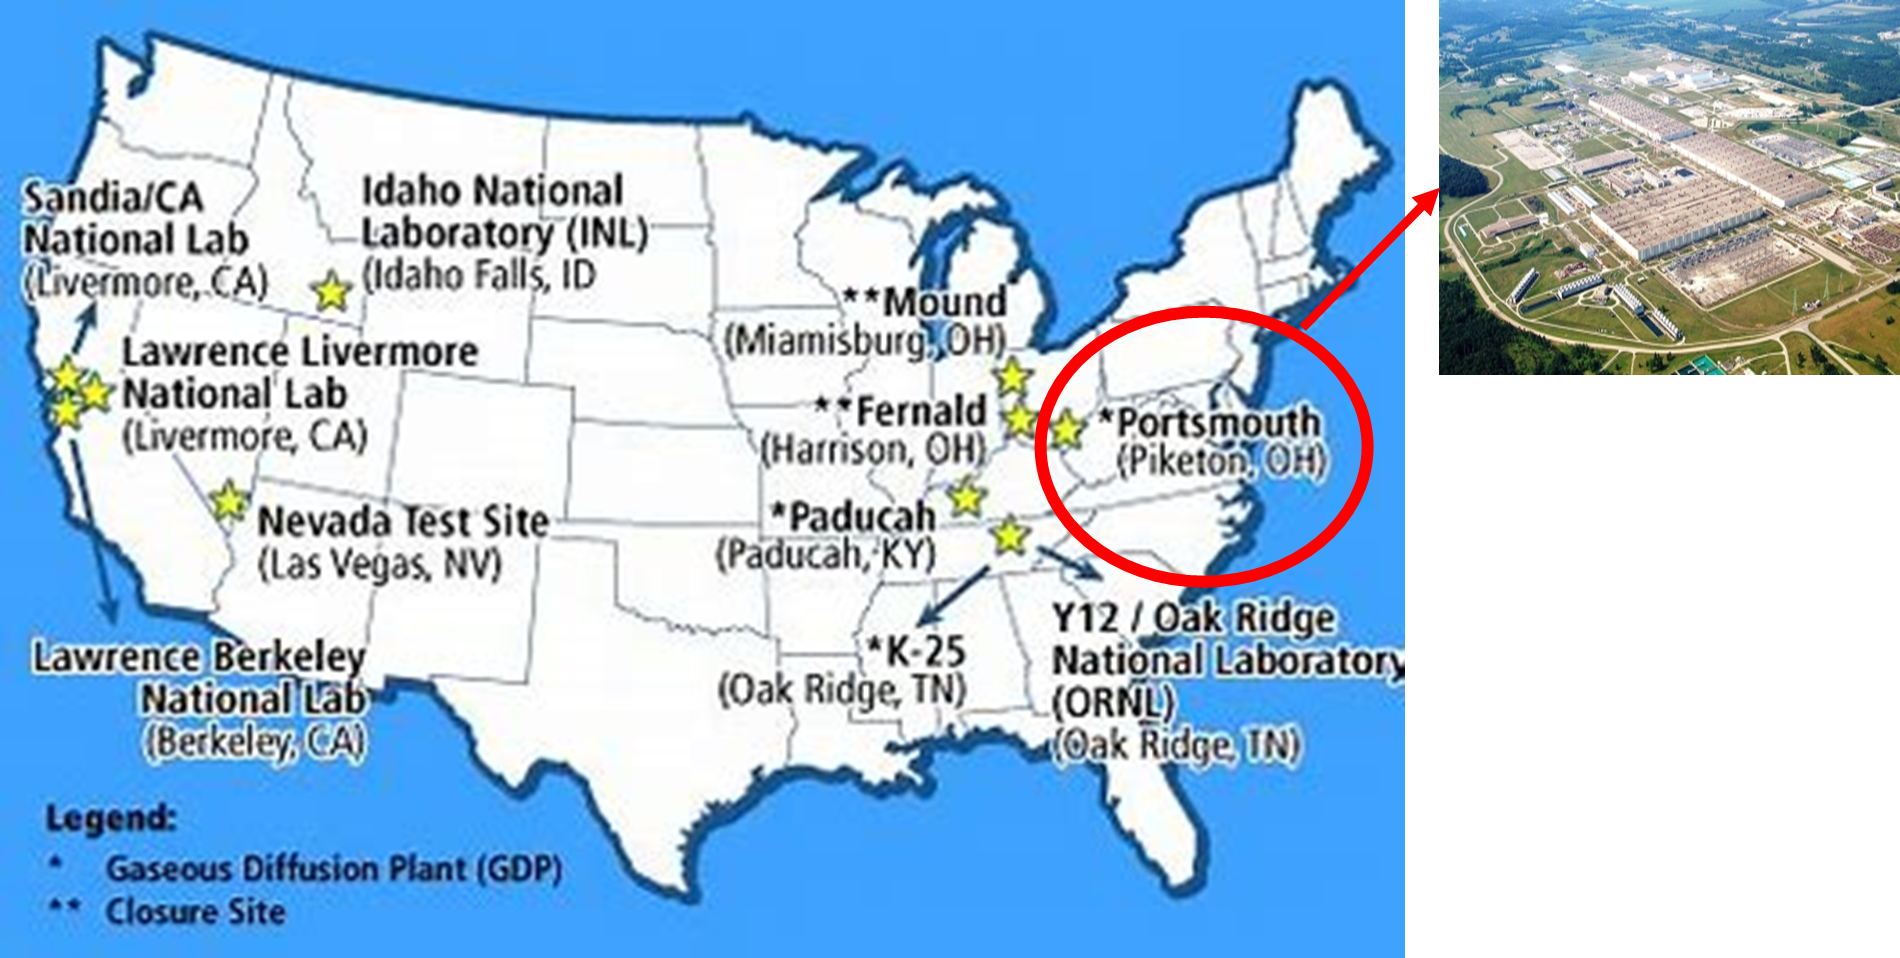 Sandia/CA
National Lab
(Livermore, CA)
Idaho National
Laboratory (INL)
(Idaho Falls, ID
Lawrence Livermore
National Lab
(Livermore, CA)
Nevada Test Site
(Las Vegas, NV)
Lawrence Berkeley
National Lab
(Berkeley, CA)
**Mound
(Miamisburg, OH)
**Fernald
(Harrison, OH)
*Portsmouth
(Piketon, OH)
*Paducah
(Paducah, KY)
*K-25
(Oak Ridge, TN)
Y12 / Oak Ridge
National Laboratory
(ORNL)
(Oak Ridge, TN)
Legend:
* Gaseous Diffusion Plant (GDP)
** Closure Site